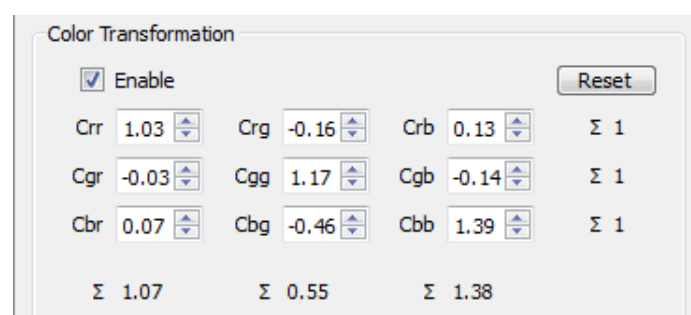 Color Transformation
Enable Reset
Crr 1.03 Crg -0.16 Crb 0.13 Σ 1
Cgr -0.03 Cgg 1.17 Cgb -0.14 Σ 1
Cbr 0.07 Cbg -0.46 Cbb 1.39 Σ 1
Σ 1.07 Σ 0.55 Σ 1.38